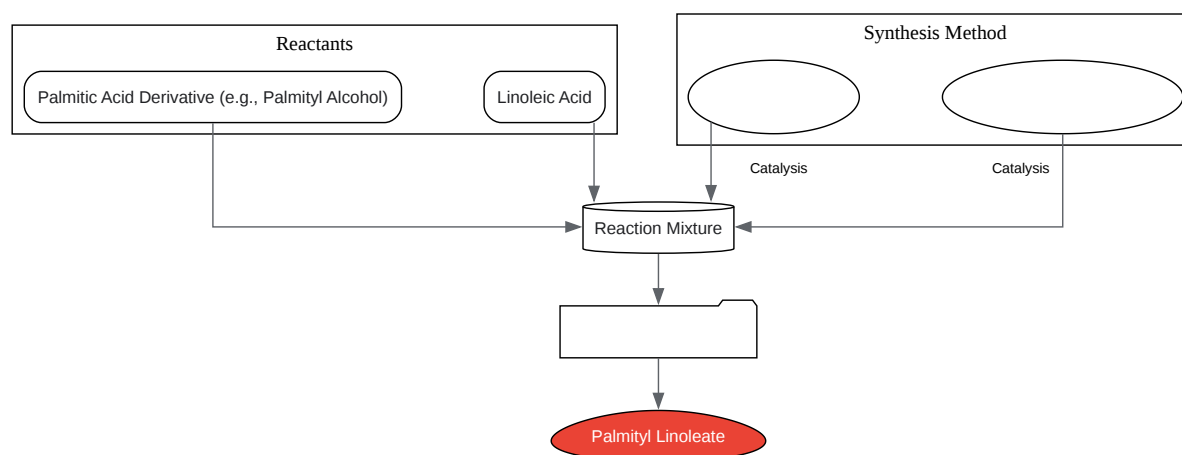 Reactants
Synthesis Method
Palmitic Acid Derivative (e.g., Palmityl Alcohol)
Linoleic Acid
Catalysis
Catalysis
Reaction Mixture
Palmityl Linoleate